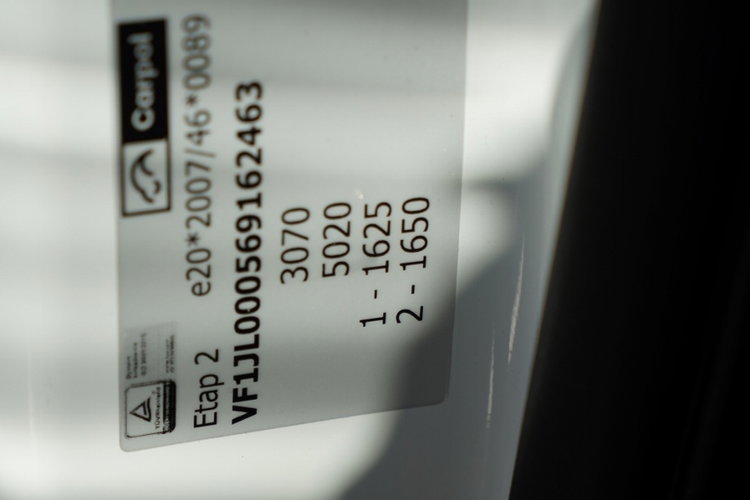 Carpol
Etap 2 e20*2007/46*0089
VF1JL000569162463
3070
5020
1 - 1625
2 - 1650